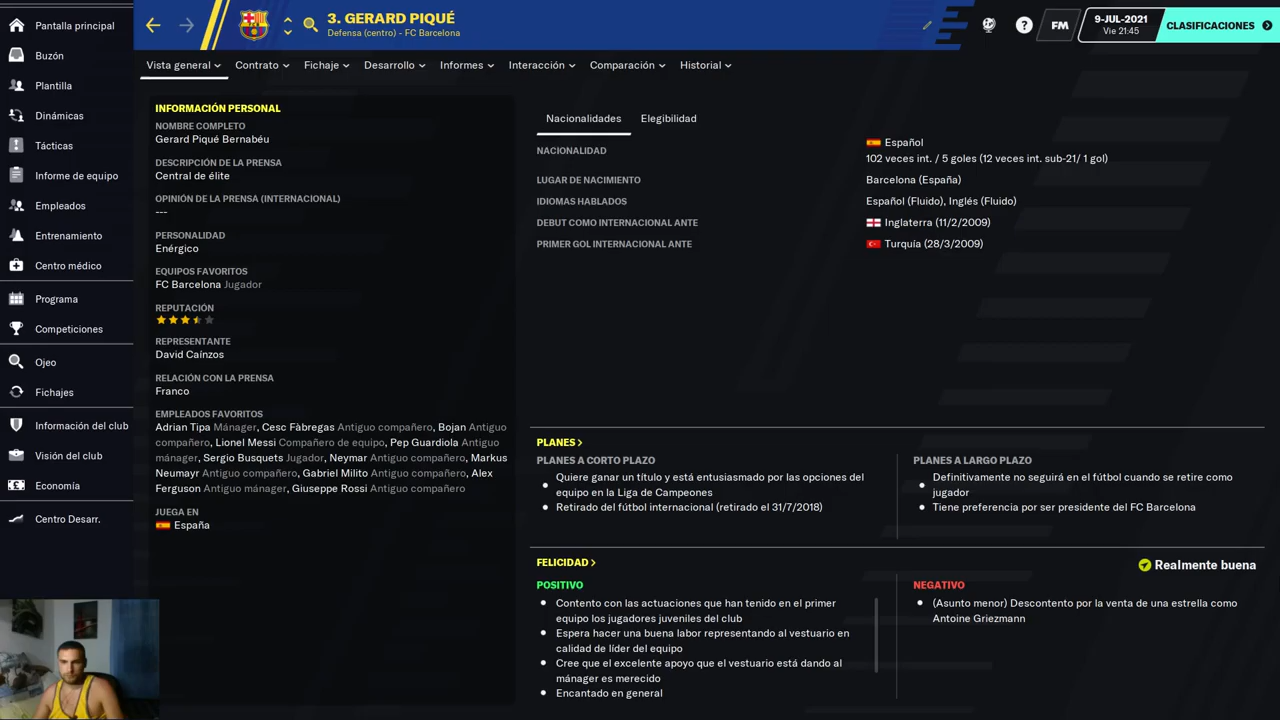 3. GERARD PIQUÉ
Defensa (centro) - FC Barcelona
FM
9-JUL-2021
Vie 21:45
CLASIFICACIONES
Pantalla principal
Buzón
Plantilla
Dinámicas
Tácticas
Informe de equipo
Empleados
Entrenamiento
Centro médico
Programa
Competiciones
Ojeo
Fichajes
Información del club
Visión del club
Economía
Centro Desarr.
Vista general
Contrato
Fichaje
Desarrollo
Informes
Interacción
Comparación
Historial
INFORMACIÓN PERSONAL
NOMBRE COMPLETO
Gerard Piqué Bernabéu
DESCRIPCIÓN DE LA PRENSA
Central de élite
OPINIÓN DE LA PRENSA (INTERNACIONAL)
---
PERSONALIDAD
Enérgico
EQUIPOS FAVORITOS
FC Barcelona Jugador
REPUTACIÓN
REPRESENTANTE
David Caínzos
RELACIÓN CON LA PRENSA
Franco
EMPLEADOS FAVORITOS
Adrian Tipa Mánager, Cesc Fàbregas Antiguo compañero, Bojan Antiguo
compañero, Lionel Messi Compañero de equipo, Pep Guardiola Antiguo
mánager, Sergio Busquets Jugador, Neymar Antiguo compañero, Markus
Neumayr Antiguo compañero, Gabriel Milito Antiguo compañero, Alex
Ferguson Antiguo mánager, Giuseppe Rossi Antiguo compañero
JUEGA EN
España
Nacionalidades
Elegibilidad
NACIONALIDAD
Español
102 veces int. / 5 goles (12 veces int. sub-21/ 1 gol)
LUGAR DE NACIMIENTO
Barcelona (España)
IDIOMAS HABLADOS
Español (Fluido), Inglés (Fluido)
DEBUT COMO INTERNACIONAL ANTE
Inglaterra (11/2/2009)
PRIMER GOL INTERNACIONAL ANTE
Turquía (28/3/2009)
PLANES >
PLANES A CORTO PLAZO
Quiere ganar un título y está entusiasmado por las opciones del
equipo en la Liga de Campeones
Retirado del fútbol internacional (retirado el 31/7/2018)
PLANES A LARGO PLAZO
Definitivamente no seguirá en el fútbol cuando se retire como
jugador
Tiene preferencia por ser presidente del FC Barcelona
FELICIDAD >
Realmente buena
POSITIVO
Contento con las actuaciones que han tenido en el primer
equipo los jugadores juveniles del club
Espera hacer una buena labor representando al vestuario en
calidad de líder del equipo
Cree que el excelente apoyo que el vestuario está dando al
mánager es merecido
Encantado en general
NEGATIVO
(Asunto menor) Descontento por la venta de una estrella como
Antoine Griezmann